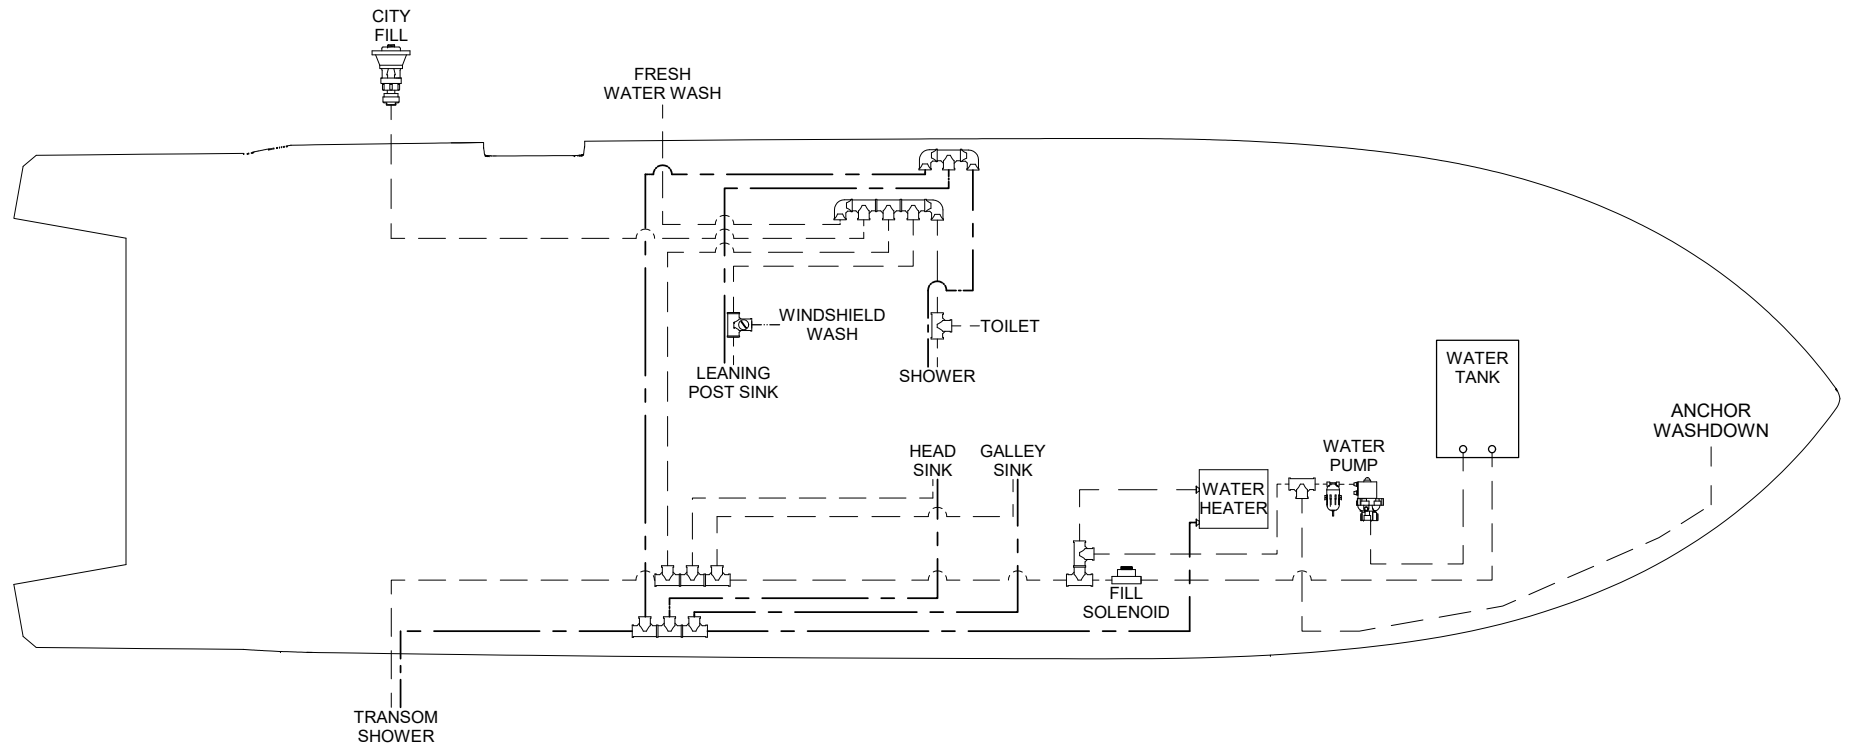 CITY
FILL
FRESH
WATER WASH
WINDSHIELD
WASH
TOILET
LEANING
POST SINK
SHOWER
WATER
TANK
ANCHOR
WASHDOWN
HEAD
SINK
GALLEY
SINK
WATER
PUMP
WATER
HEATER
FILL
SOLENOID
TRANSOM
SHOWER